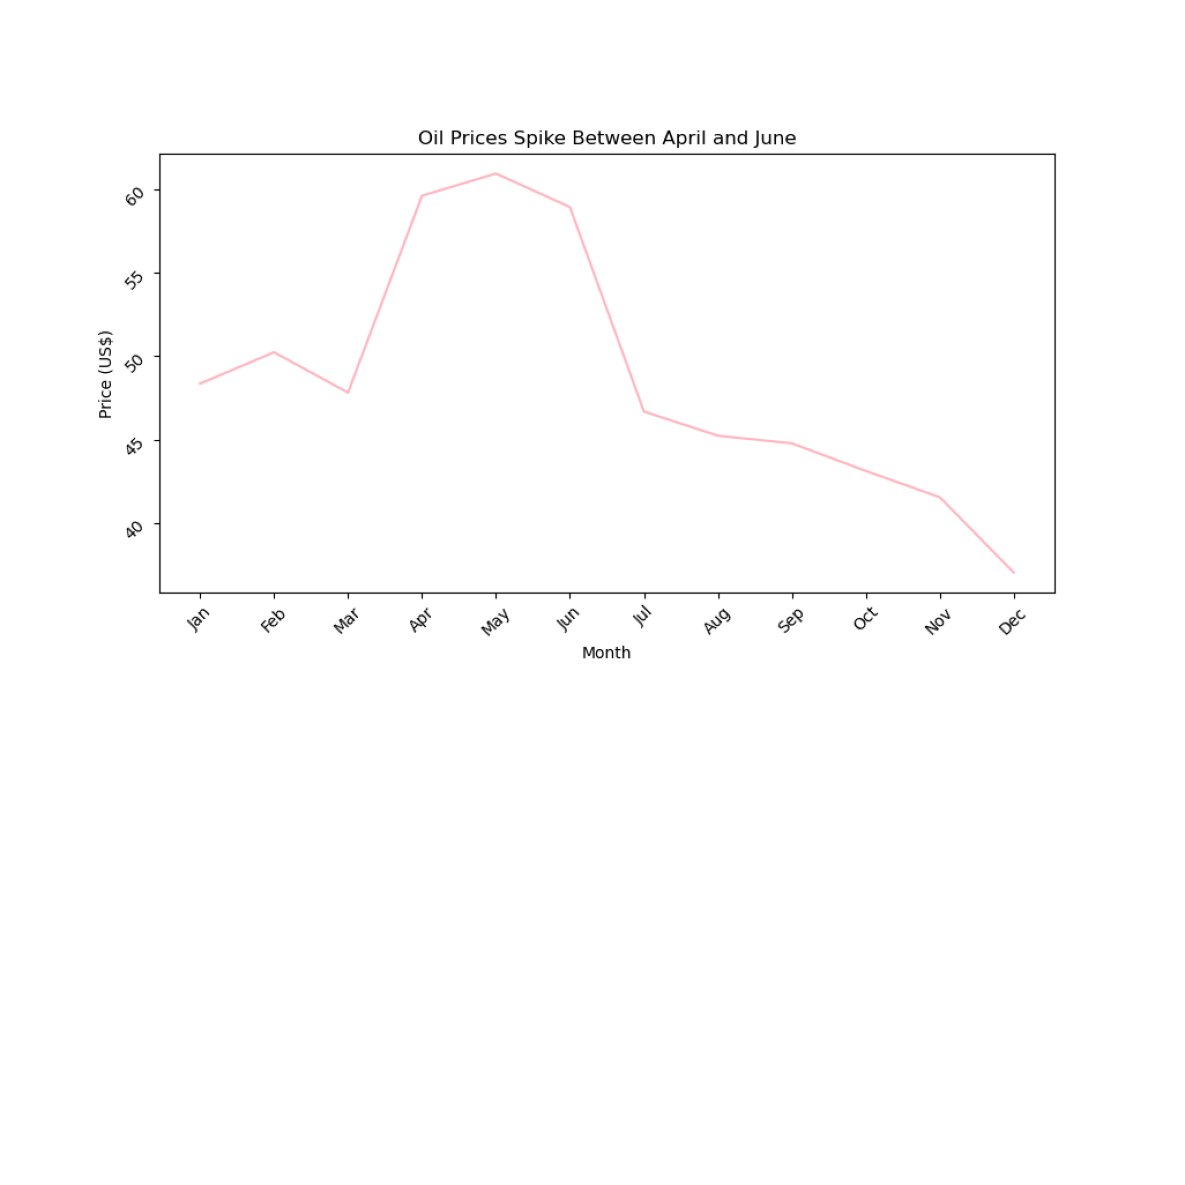 Oil Prices Spike Between April and June
Price (US$)
60
55
50
45
40
Jan
Feb
Mar
Apr
May
Jun
Jul
Aug
Sep
Oct
Nov
Dec
Month